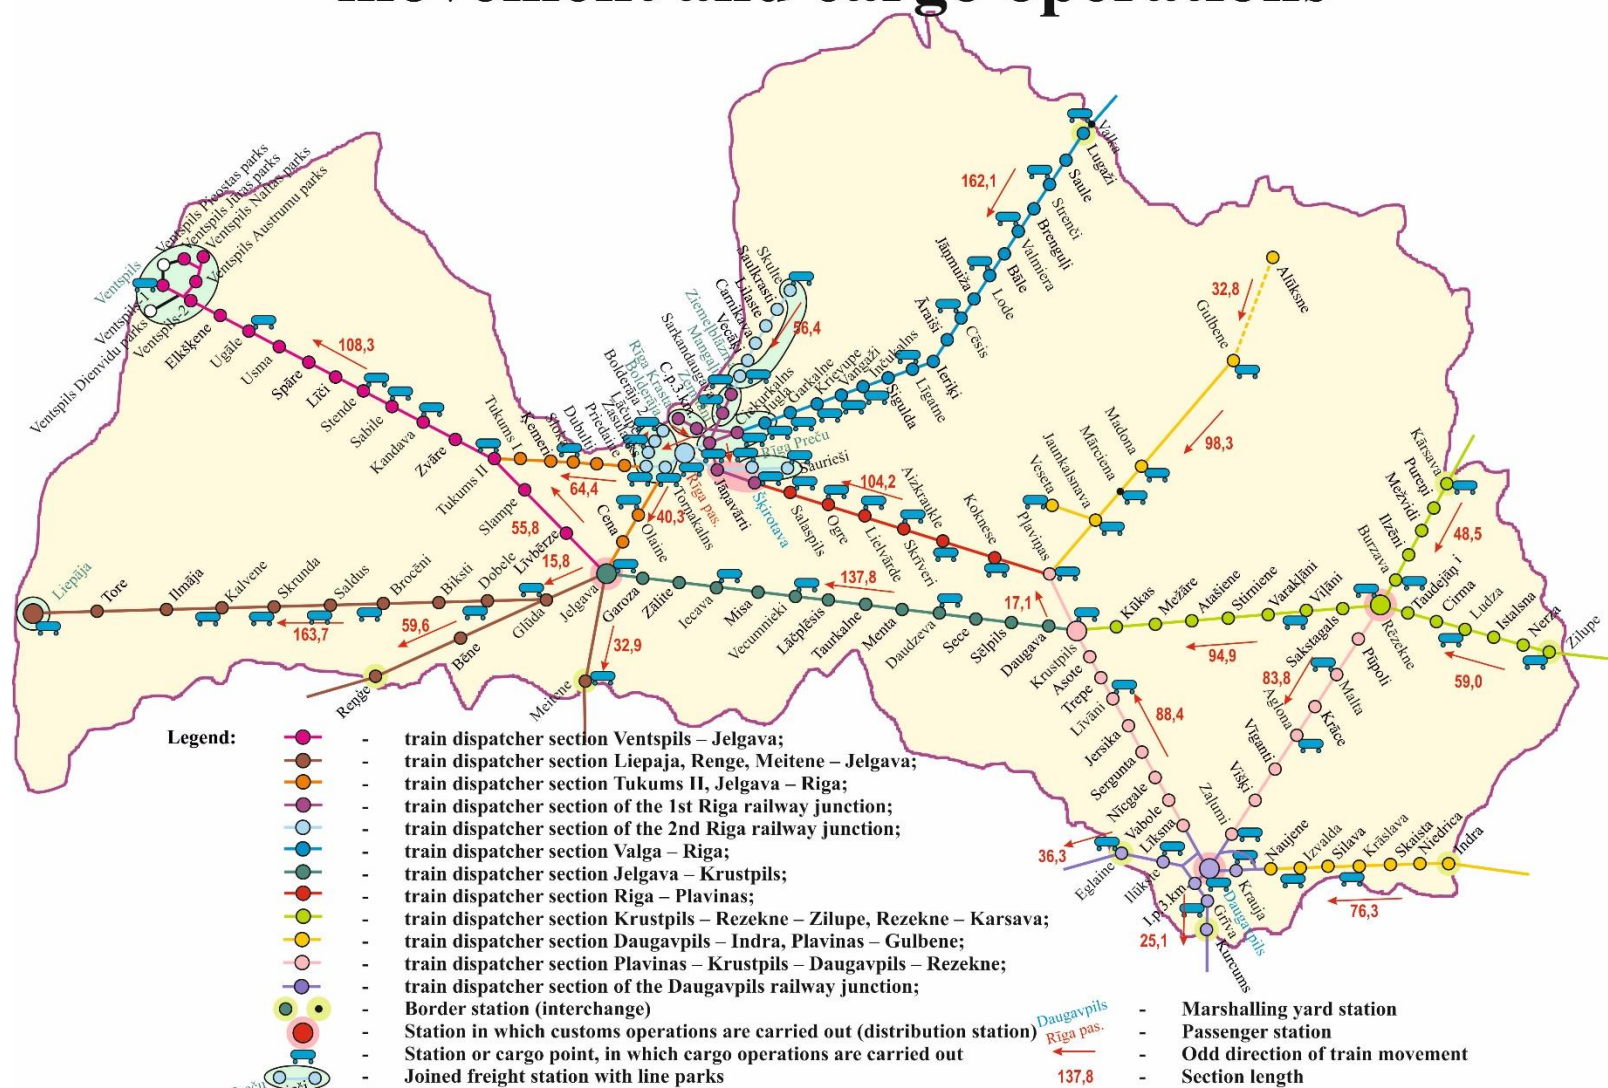 movement and cargo operations
Valka
Lugaži
Saule
Strenči
Brenguļi
Valmiera
Bāle
Lode
Jāņmuiža
Cēsis
Āraiši
Ieriķi
Līgatne
Sigulda
Inčukalns
Vangaži
Krievupe
Garkalne
Jugla
162,1
Alūksne
Gulbene
32,8
98,3
Madona
Mārciena
Jaunkalsnava
Veseta
Pļaviņas
Ventspils
Ventspils Piegostas parks
Ventspils Jūras parks
Ventspils Naftas parks
Ventspils Austrumu parks
Ventspils-1
Ventspils-2
Ventspils Dienvidu parks
Elkšķene
Ugāle
Usma
Spāre
Līči
Stende
Sabile
Kandava
Zvāre
Tukums II
108,3
Tukums I
Ķemeri
Sloka
Dubulti
Priedaine
Zasulauks
Lāčupe
Bolderāja 2
Bolderāja
Rīga Krasta
C.p.3.km
Sarkandaugava
Mangaļi
Ziemeļblāzma
Vecāķi
Carnikava
Lilaste
Saulkrasti
Skulte
56,4
64,4
40,3
Rīga Preču
Saurieši
Rīga pas.
Torņakalns
Jāņavārti
Šķirotava
Salaspils
Ogre
Lielvārde
Skrīveri
Aizkraukle
Koknese
104,2
Slampe
Līvbērze
55,8
15,8
Cena
Olaine
Jelgava
Garoza
Zālīte
Iecava
Misa
Vecumnieki
Lāčplēsis
Taurkalne
Menta
Daudzeva
Sece
Sēlpils
Daugava
Krustpils
137,8
17,1
Liepāja
Tore
Ilmāja
Kalvene
Skrunda
Saldus
Brocēni
Biksti
Dobele
Glūda
163,7
59,6
Bēne
Reņģe
Meitene
32,9
Kūkas
Mežāre
Atašiene
Stirniene
Varakļāni
Viļāni
Sakstagals
Rēzekne
94,9
Kārsava
Pureņi
Mežvidi
Ilzēni
Burzava
48,5
Taudejāņi
Cirma
Ludza
Istalsna
Nerza
Zilupe
59,0
Pūpoli
Malta
Krāce
Aglona
Vīganti
Višķi
Zaļumi
83,8
Asote
Trepe
Līvāni
Jersika
Sergunta
Nīcgale
Vabole
Līksna
88,4
Eglaine
Ilūkste
36,3
I.p.3.km
Grīva
Kurcums
25,1
Daugavpils
Krauja
Naujene
Izvalda
Silava
Krāslava
Skaista
Niedrica
Indra
76,3
Legend:
- train dispatcher section Ventspils – Jelgava;
- train dispatcher section Liepaja, Renge, Meitene – Jelgava;
- train dispatcher section Tukums II, Jelgava – Riga;
- train dispatcher section of the 1st Riga railway junction;
- train dispatcher section of the 2nd Riga railway junction;
- train dispatcher section Valga – Riga;
- train dispatcher section Jelgava – Krustpils;
- train dispatcher section Riga – Plavinas;
- train dispatcher section Krustpils – Rezekne – Zilupe, Rezekne – Karsava;
- train dispatcher section Daugavpils – Indra, Plavinas – Gulbene;
- train dispatcher section Plavinas – Krustpils – Daugavpils – Rezekne;
- train dispatcher section of the Daugavpils railway junction;
- Border station (interchange)
- Station in which customs operations are carried out (distribution station)
- Station or cargo point, in which cargo operations are carried out
- Joined freight station with line parks
Daugavpils - Marshalling yard station
Rīga pas. - Passenger station
- Odd direction of train movement
137,8 - Section length